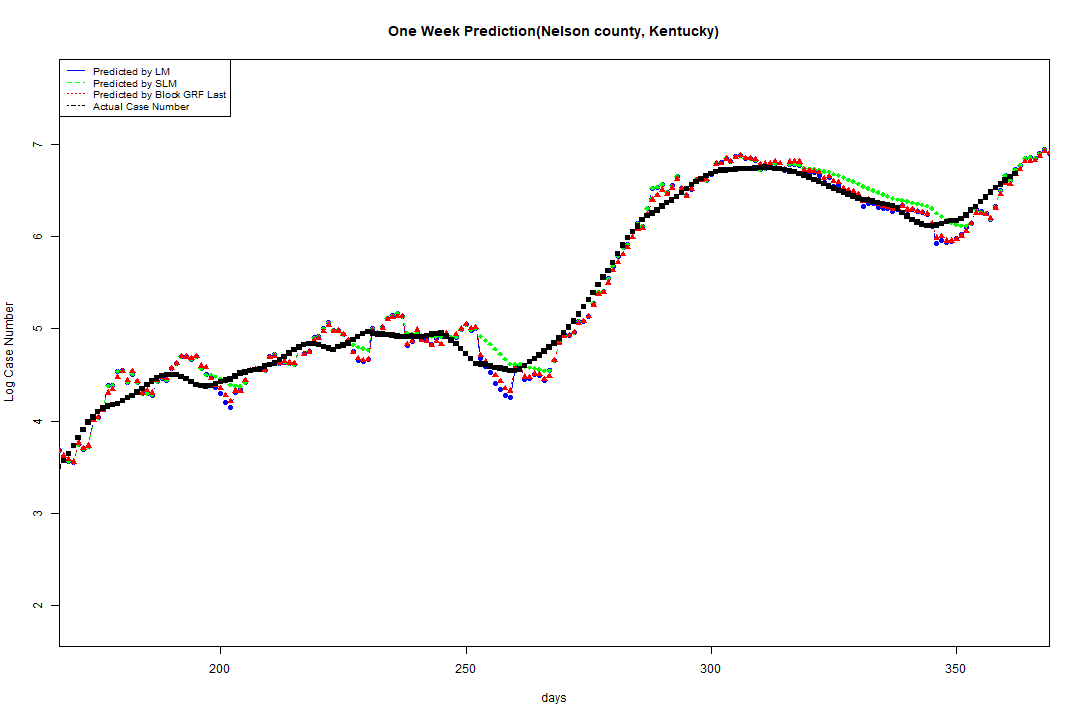 One Week Prediction(Nelson county, Kentucky)
Predicted by LM
Predicted by SLM
Predicted by Block GRF Last
Actual Case Number
7
6
5
4
3
2
Log Case Number
200 250 300 350
days